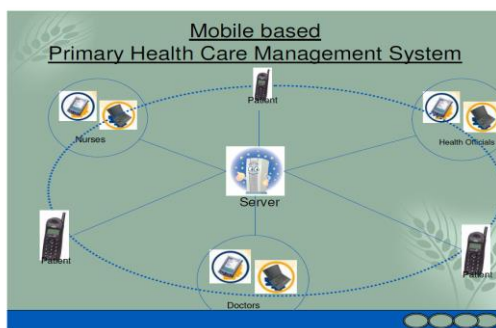 Mobile based
Primary Health Care Management System
Patient
Nurses
Health Officials
Server
Patient
Patient
Doctors